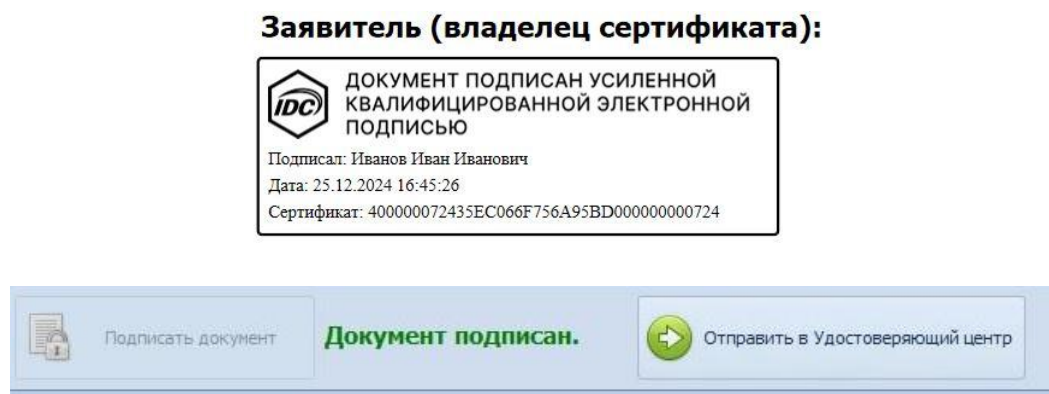 Заявитель (владелец сертификата):
IDC
ДОКУМЕНТ ПОДПИСАН УСИЛЕННОЙ
КВАЛИФИЦИРОВАННОЙ ЭЛЕКТРОННОЙ
ПОДПИСЬЮ
Подписал: Иванов Иван Иванович
Дата: 25.12.2024 16:45:26
Сертификат: 400000072435EC066F756A95BD000000000724
Подписать документ
Документ подписан.
Отправить в Удостоверяющий центр